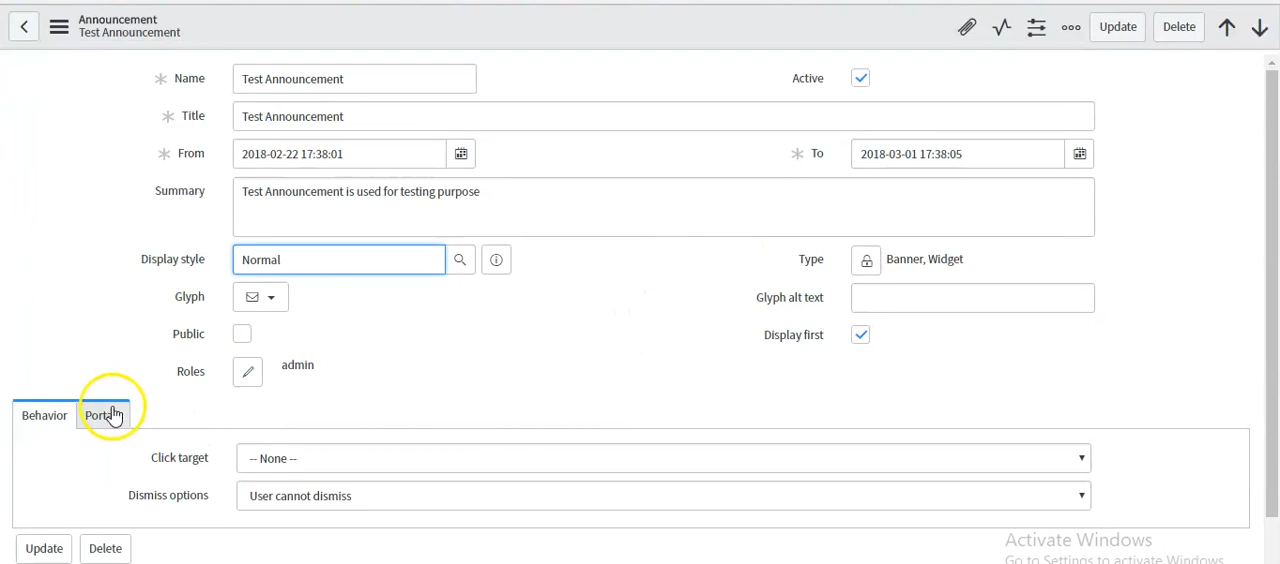 Announcement
Test Announcement
Update
Delete
Name
Test Announcement
Active
Title
Test Announcement
From
2018-02-22 17:38:01
To
2018-03-01 17:38:05
Summary
Test Announcement is used for testing purpose
Display style
Normal
Type
Banner, Widget
Glyph
Glyph alt text
Public
Display first
Roles
admin
Behavior
Click target
-- None --
Dismiss options
User cannot dismiss
Update
Delete
Activate Windows
Go to Settings to activate Windows.